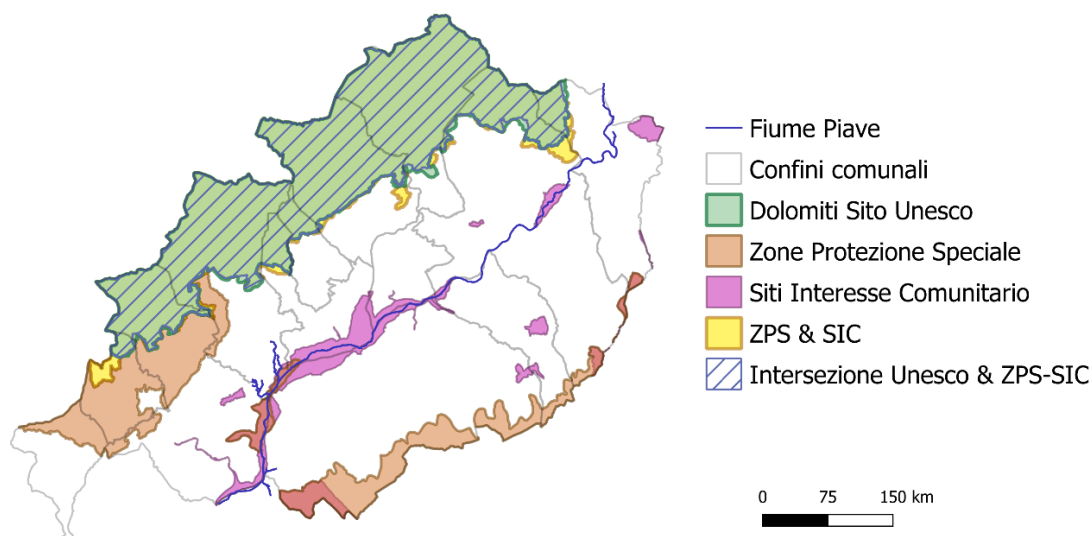 Fiume Piave
Confini comunali
Dolomiti Sito Unesco
Zone Protezione Speciale
Siti Interesse Comunitario
ZPS & SIC
Intersezione Unesco & ZPS-SIC
0 75 150 km